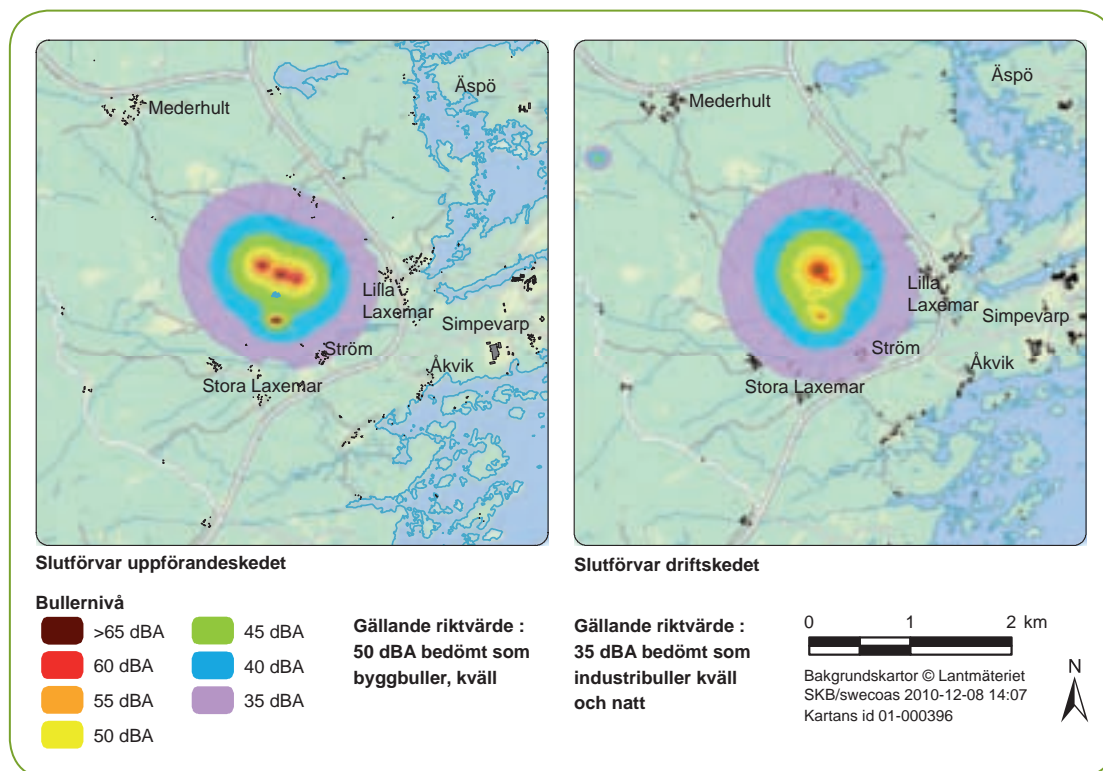 Äspö
Mederhult
Lilla
Laxemar
Simpevarp
Ström
Åkvik
Stora Laxemar
Äspö
Mederhult
Lilla
Laxemar
Simpevarp
Ström
Åkvik
Stora Laxemar
Slutförvar uppförandeskedet
Slutförvar driftskedet
Bullernivå
>65 dBA
60 dBA
55 dBA
50 dBA
45 dBA
40 dBA
35 dBA
Gällande riktvärde :
50 dBA bedömt som
byggbuller, kväll
Gällande riktvärde :
35 dBA bedömt som
industribuller kväll
och natt
0 1 2 km
Bakgrundskartor © Lantmäteriet
SKB/swecoas 2010-12-08 14:07
Kartans id 01-000396
N